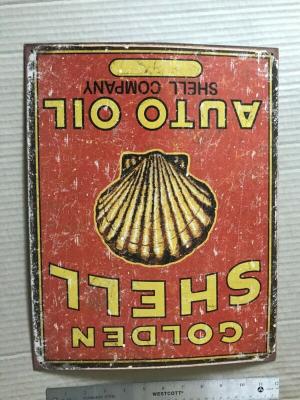 GOLDEN
SHELL
AUTO OIL
SHELL COMPANY
WESTCOTT